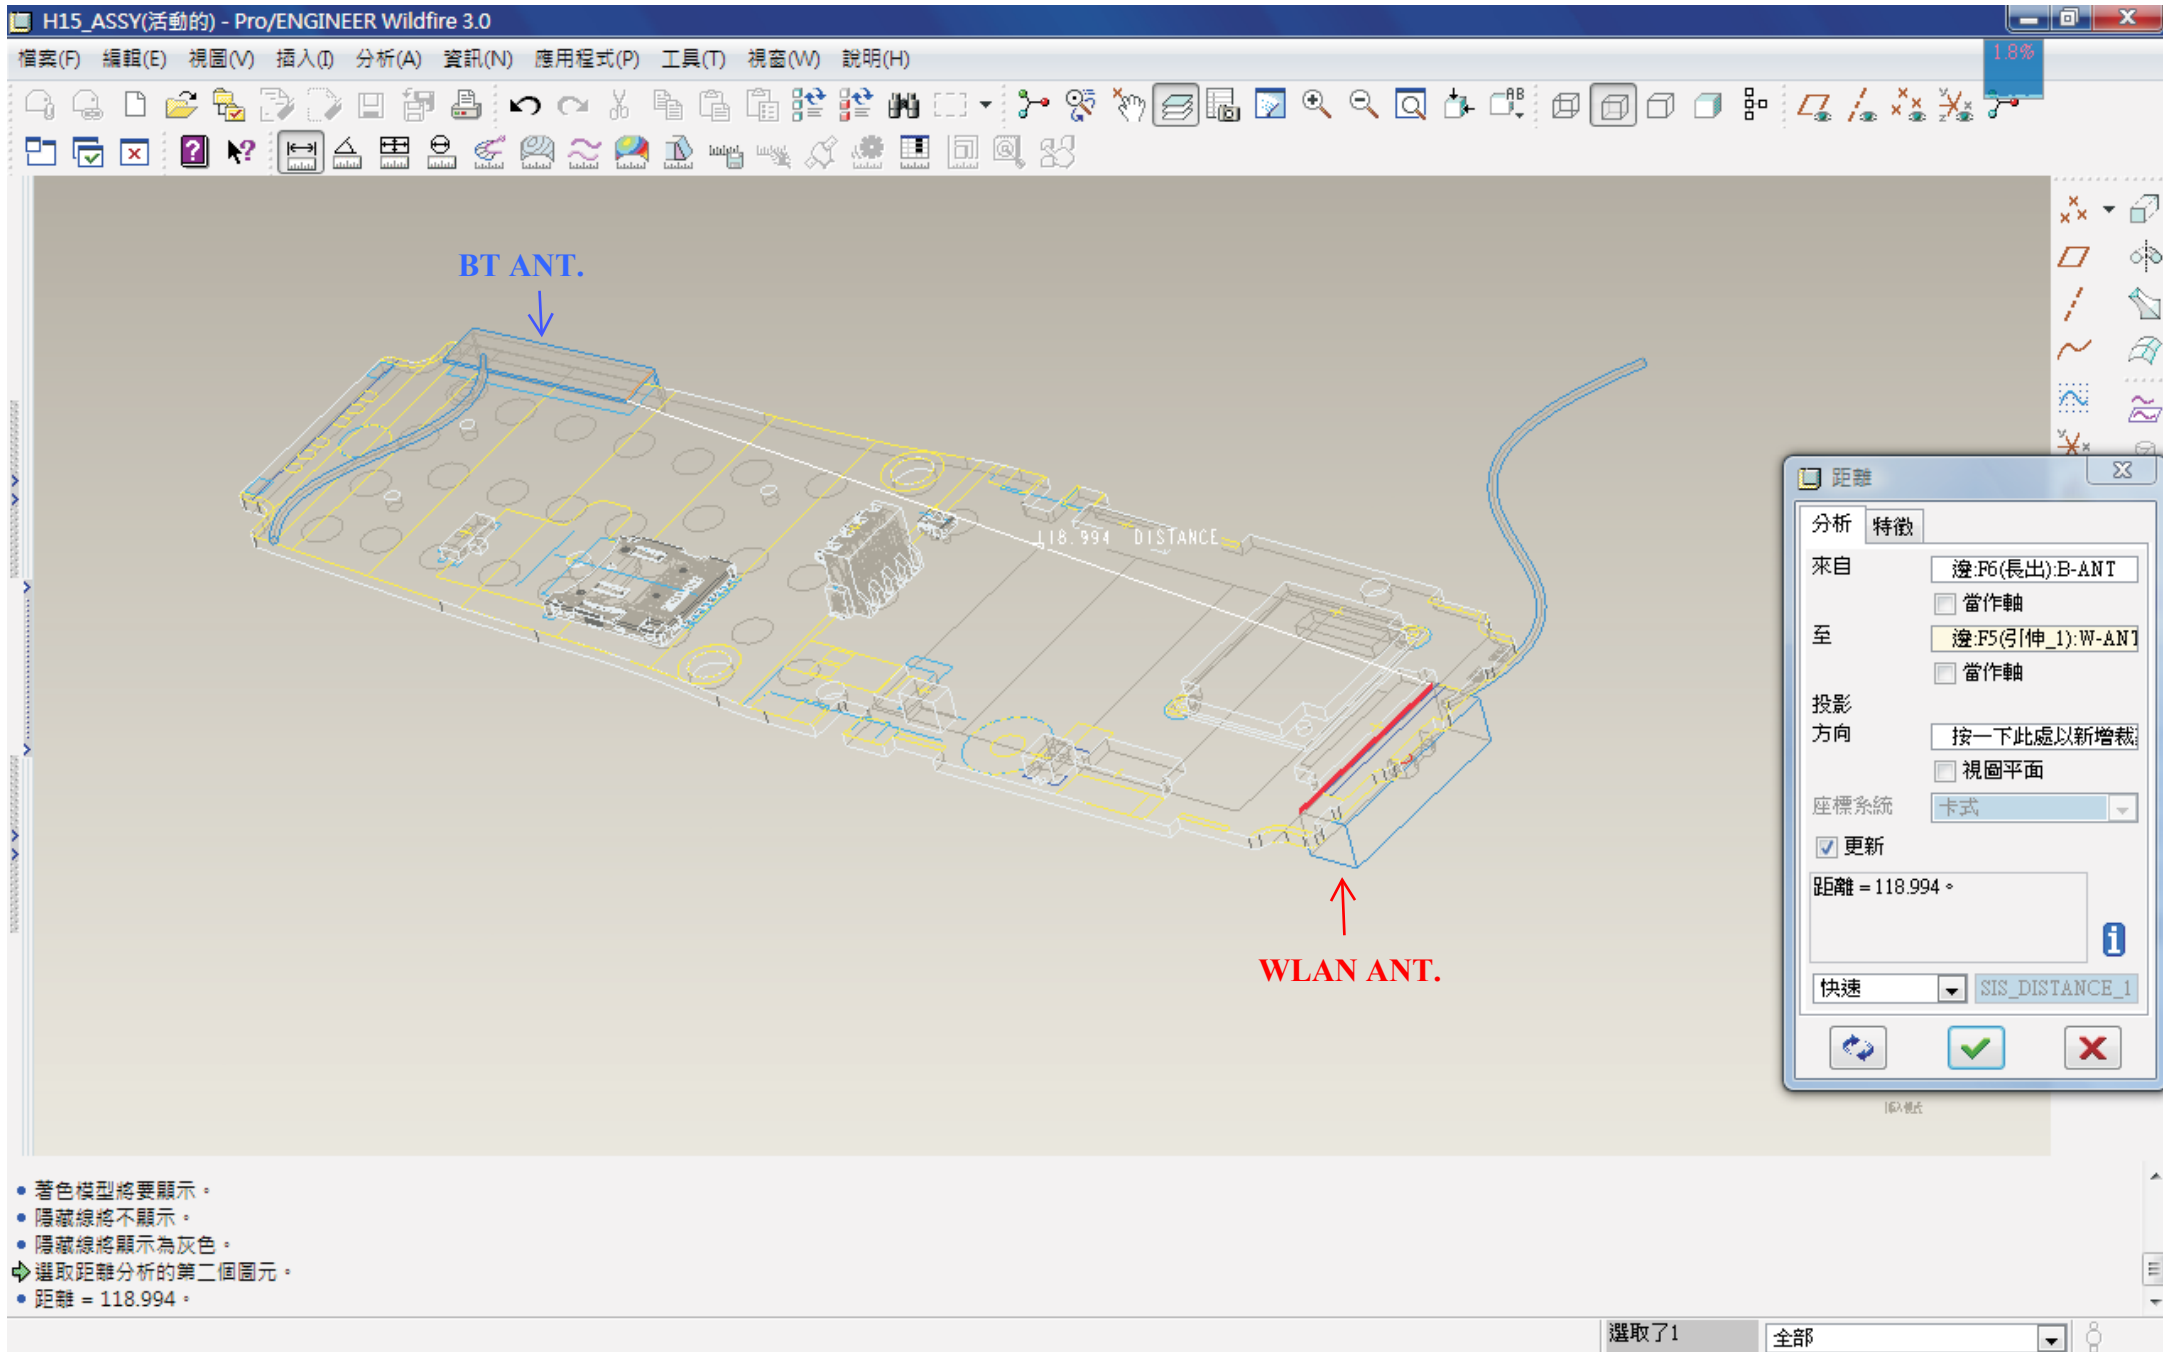 H15_ASSY(活動的) - Pro/ENGINEER Wildfire 3.0
檔案(F) 編輯(E) 視圖(V) 插入(I) 分析(A) 資訊(N) 應用程式(P) 工具(T) 視窗(W) 說明(H)
1.8%
BT ANT.
118.994 DISTANCE
WLAN ANT.
距離
分析 特徵
來自 邊:F6(長出):B-ANT
當作軸
至 邊:F5(引伸_1):W-ANT
當作軸
投影
方向 按一下此處以新增裁
視圖平面
座標系統 卡式
更新
距離 = 118.994。
快速 SIS_DISTANCE_1
著色模型將要顯示。
隱藏線將不顯示。
隱藏線將顯示為灰色。
選取距離分析的第二個圖元。
距離 = 118.994。
選取了1 全部